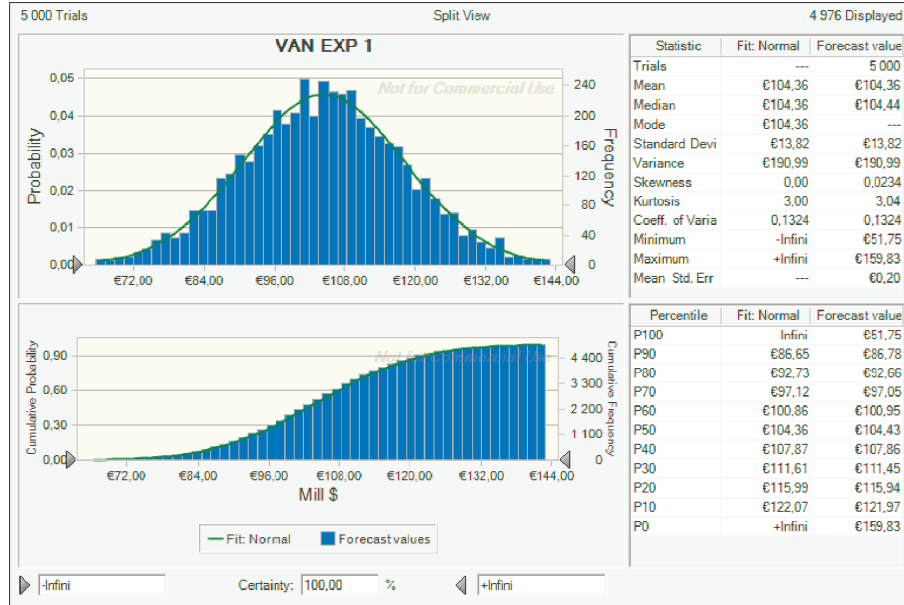 5 000 Trials Split View 4 976 Displayed
VAN EXP 1
Not for Commercial Use
Probability
0,05
0,04
0,03
0,02
0,01
0,00
240
200
160
120
80
40
0
Frequency
€72,00 €84,00 €96,00 €108,00 €120,00 €132,00 €144,00
Statistic Fit: Normal Forecast value
Trials --- 5 000
Mean €104,36 €104,36
Median €104,36 €104,44
Mode €104,36 ---
Standard Devi €13,82 €13,82
Variance €190,99 €190,99
Skewness 0,00 0,0234
Kurtosis 3,00 3,04
Coeff. of Varia 0,1324 0,1324
Minimum -Infini €51,75
Maximum +Infini €159,83
Mean Std. Err --- €0,20
Not for Commercial Use
Cumulative Probability
0,90
0,60
0,30
0,00
4 400
3 300
2 200
1 100
0
Cumulative Frequency
€72,00 €84,00 €96,00 €108,00 €120,00 €132,00 €144,00
Mill $
Fit: Normal Forecast values
Percentile Fit: Normal Forecast value
P100 Infini €51,75
P90 €86,65 €86,78
P80 €92,73 €92,66
P70 €97,12 €97,05
P60 €100,86 €100,95
P50 €104,36 €104,43
P40 €107,87 €107,86
P30 €111,61 €111,45
P20 €115,99 €115,94
P10 €122,07 €121,97
P0 +Infini €159,83
-Infini Certainty: 100,00 % +Infini